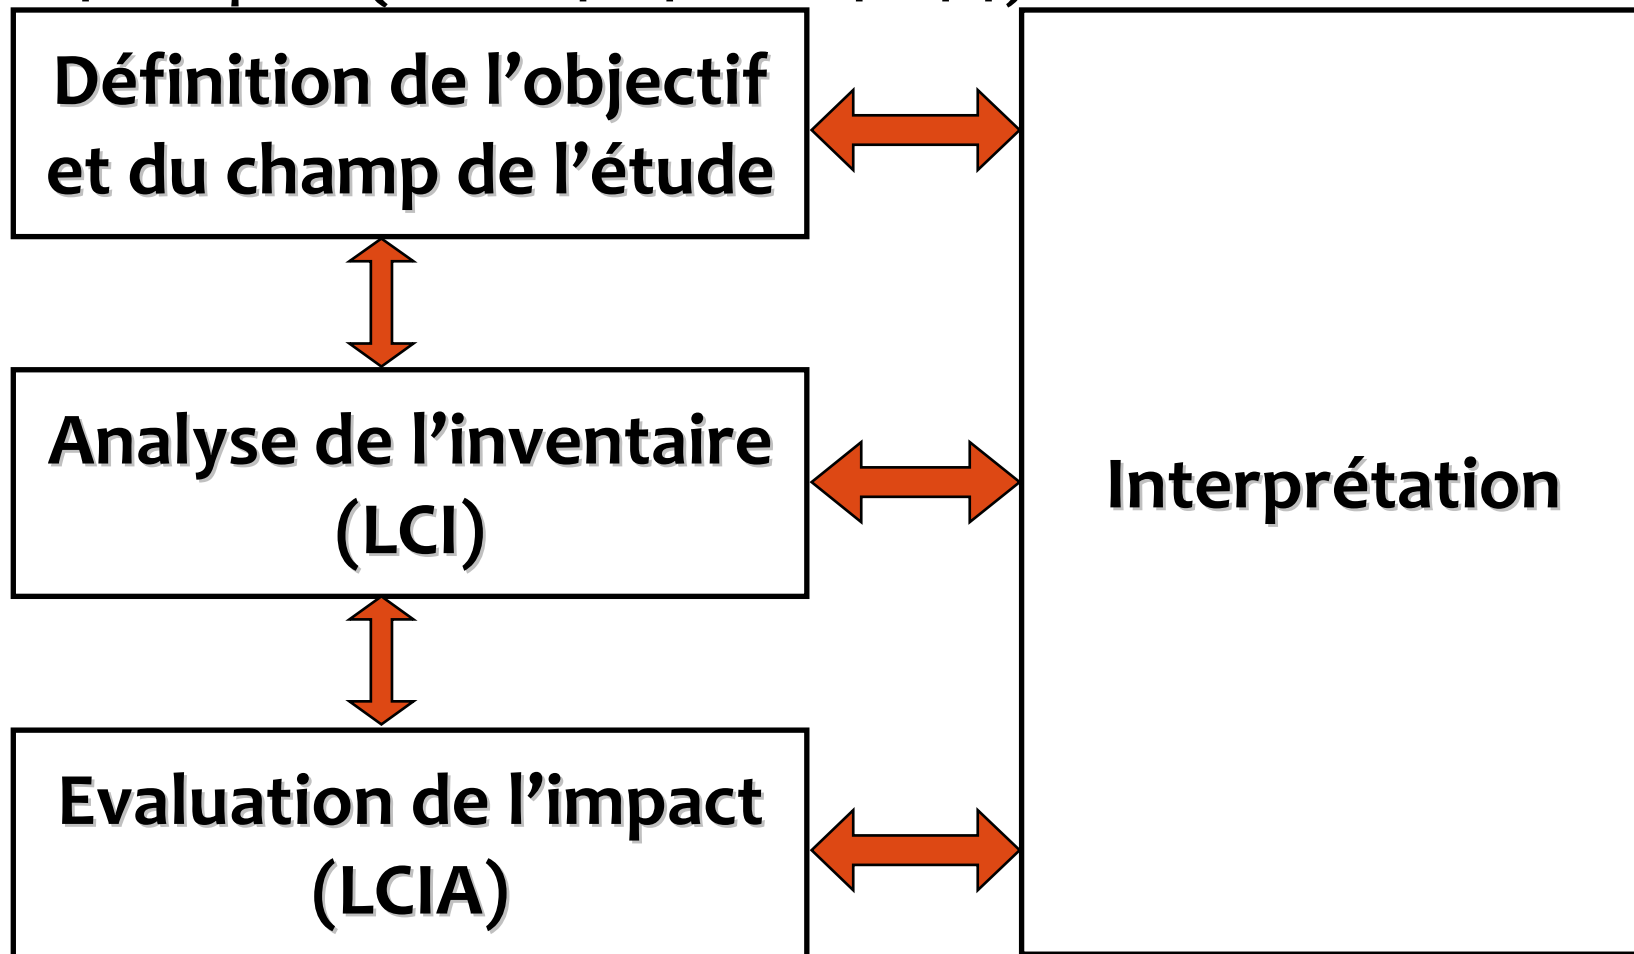 Définition de l’objectif
et du champ de l’étude
Analyse de l’inventaire
(LCI)
Interprétation
Evaluation de l’impact
(LCIA)